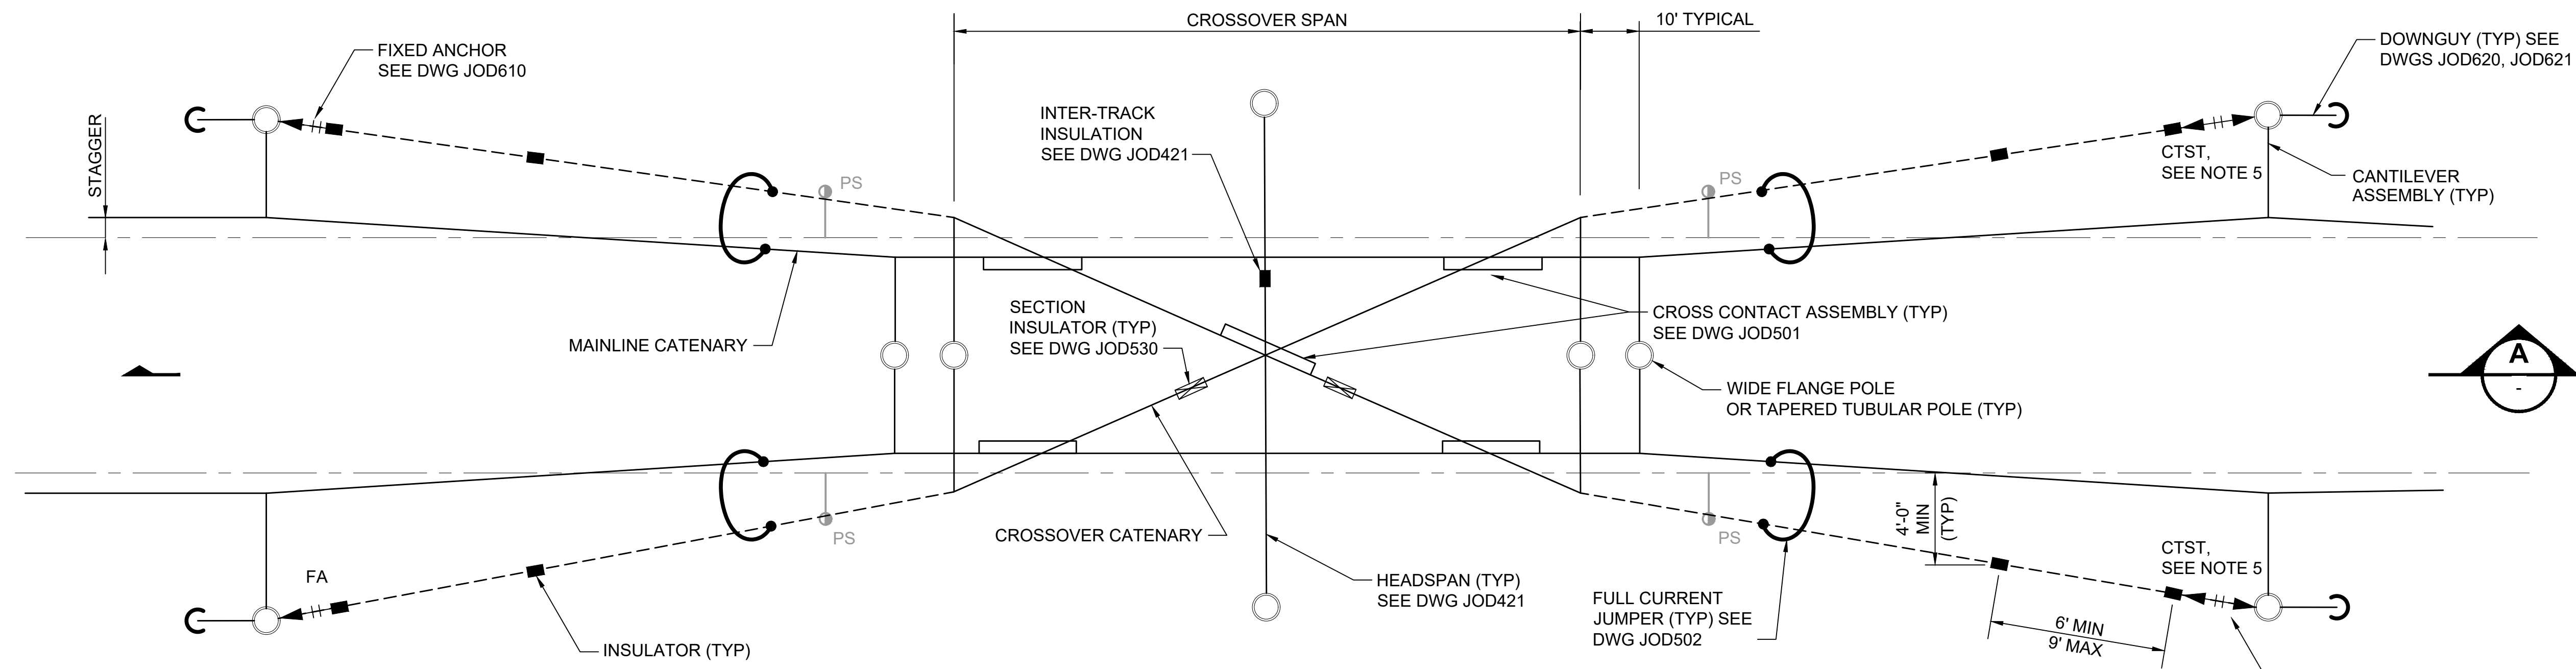 CROSSOVER SPAN
10' TYPICAL
FIXED ANCHOR
SEE DWG JOD610
DOWNGUY (TYP) SEE
DWGS JOD620, JOD621
STAGGER
INTER-TRACK
INSULATION
SEE DWG JOD421
PS
PS
CTST,
SEE NOTE 5
CANTILEVER
ASSEMBLY (TYP)
SECTION
INSULATOR (TYP)
SEE DWG JOD530
CROSS CONTACT ASSEMBLY (TYP)
SEE DWG JOD501
MAINLINE CATENARY
A
-
WIDE FLANGE POLE
OR TAPERED TUBULAR POLE (TYP)
4'-0"
MIN
(TYP)
PS
PS
CROSSOVER CATENARY
CTST,
SEE NOTE 5
FA
HEADSPAN (TYP)
SEE DWG JOD421
FULL CURRENT
JUMPER (TYP) SEE
DWG JOD502
6' MIN
9' MAX
INSULATOR (TYP)